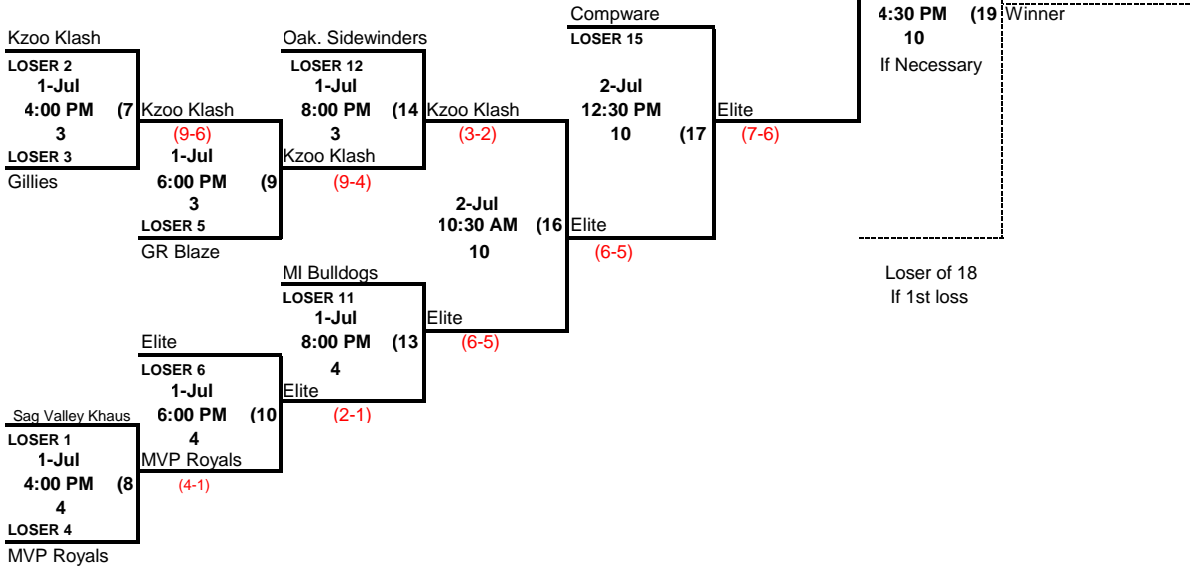 Compware
4:30 PM (19 Winner
Kzoo Klash
Oak. Sidewinders
LOSER 15
10
LOSER 2
LOSER 12
If Necessary
1-Jul
1-Jul
2-Jul
4:00 PM (7 Kzoo Klash
8:00 PM (14 Kzoo Klash
12:30 PM
Elite
3
(9-6)
3
(3-2)
10 (17
(7-6)
LOSER 3
1-Jul
Kzoo Klash
Gillies
6:00 PM (9
(9-4)
3
2-Jul
LOSER 5
10:30 AM (16 Elite
GR Blaze
10
(6-5)
MI Bulldogs
Loser of 18
LOSER 11
If 1st loss
1-Jul
Elite
Elite
8:00 PM (13
(6-5)
LOSER 6
4
1-Jul
Elite
Sag Valley Khaus
6:00 PM (10
(2-1)
LOSER 1
4
1-Jul
MVP Royals
4:00 PM (8
(4-1)
4
LOSER 4
MVP Royals